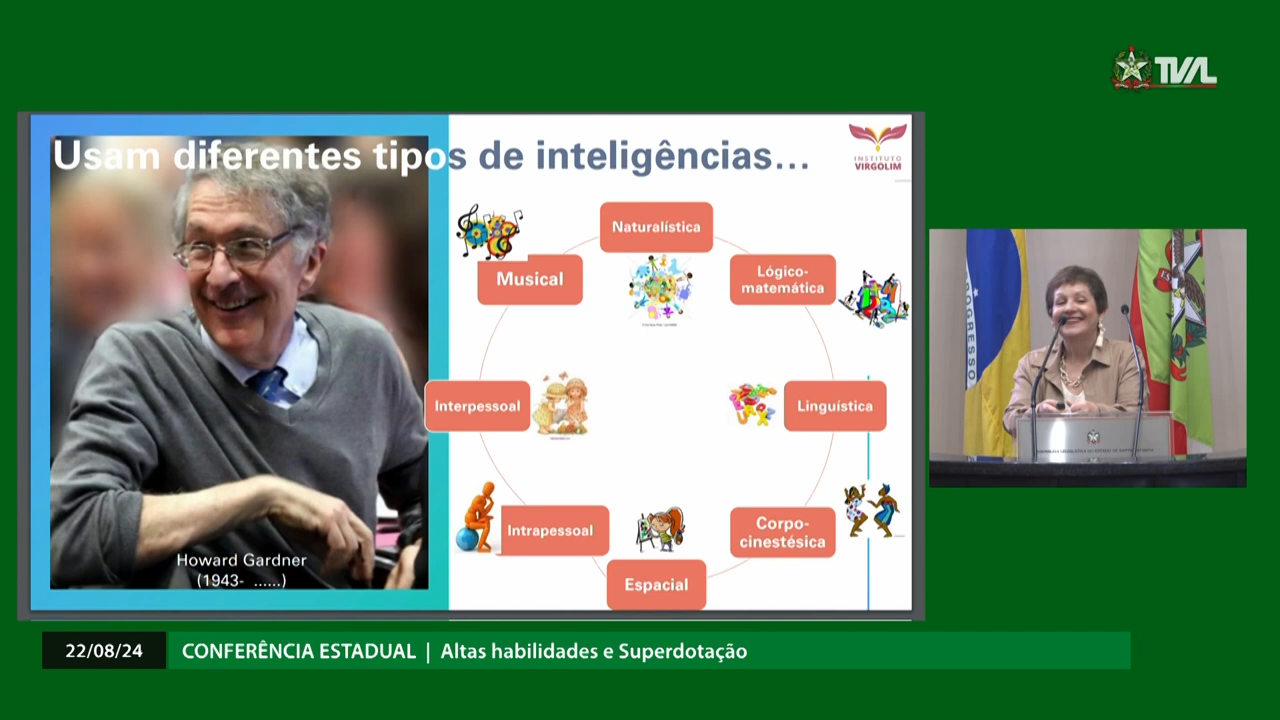 TVAL
Usam diferentes tipos de inteligências...
INSTITUTO
VIRGOLIM
Naturalística
Musical
Lógico-
matemática
Interpessoal
Linguística
Intrapessoal
Corpo-
cinestésica
Espacial
Howard Gardner
(1943- ......)
PROGRESSO
22/08/24
CONFERÊNCIA ESTADUAL | Altas habilidades e Superdotação